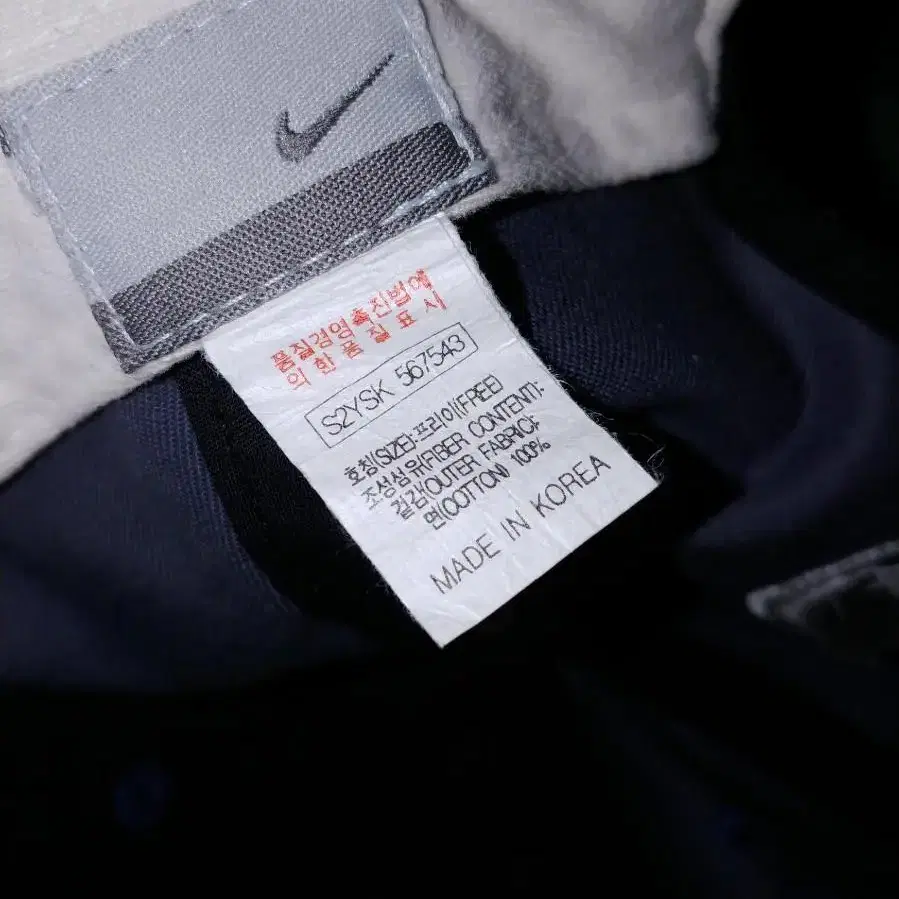 품질경영촉진법에
의한 품질표시
S2YSK 567543
호칭(SIZE):프리이(FREE)
조성섬유(FIBER CONTENT):
겉감(OUTER FABRIC):
면(COTTON) 100%
MADE IN KOREA